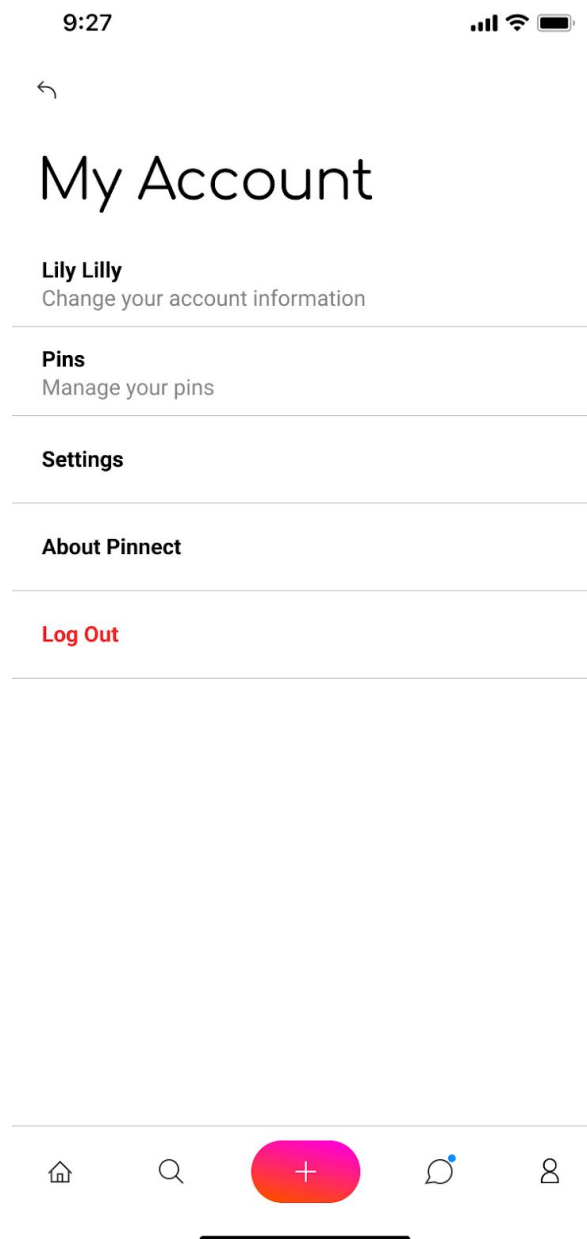 9:27
My Account
Lily Lilly
Change your account information
Pins
Manage your pins
Settings
About Pinnect
Log Out